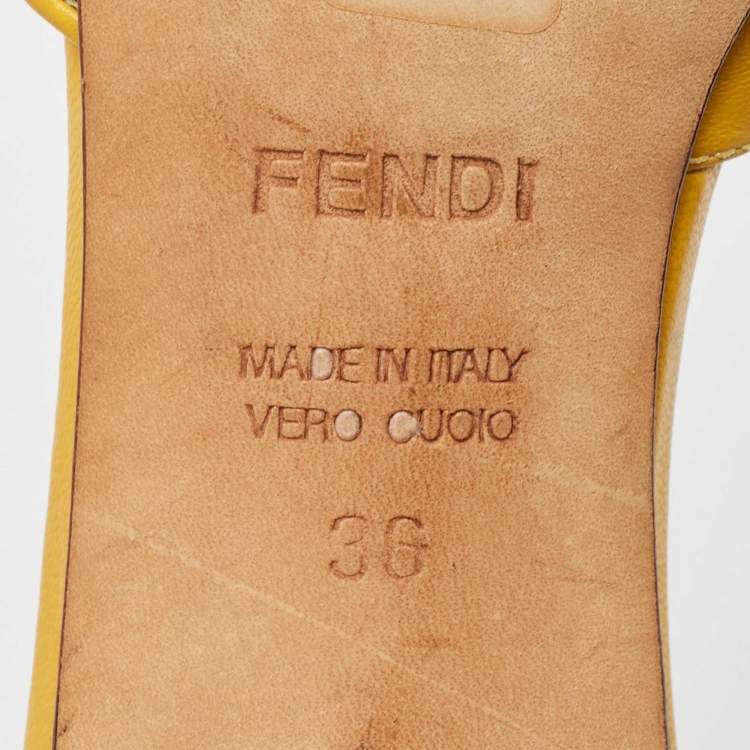 FENDI
MADE IN ITALY
VERO CUOIO
36